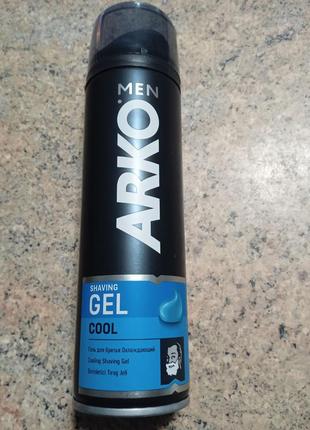 MEN
ARKO
SHAVING
GEL
COOL
Гель для бритья Охлаждающий
Cooling Shaving Gel
Serinletici Tıraş Jeli